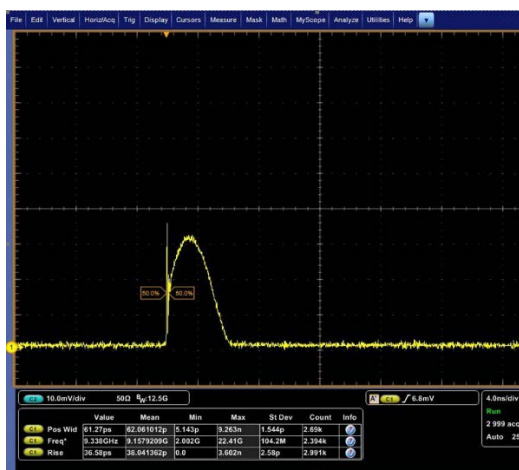 File Edit Vertical Horiz/Acq Trig Display Cursors Measure Mask Math MyScope Analyze Utilities Help
50.0% 50.0%
1
C2 10.0mV/div 50Ω BW:12.5G
A' C1 6.8mV
4.0ns/div
Run
2 999 acq
Auto 25
Value Mean Min Max St Dev Count Info
C1 Pos Wid 61.27ps 62.061012p 5.143p 9.263n 1.544p 2.69k
C1 Freq* 9.338GHz 9.1579209G 2.002G 22.41G 104.2M 2.394k
C1 Rise 36.58ps 38.041362p 0.0 3.602n 2.58p 2.991k